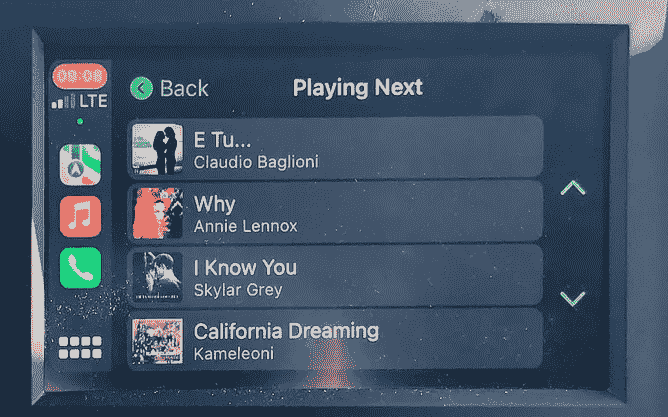 09:08
LTE
Back
Playing Next
E Tu...
Claudio Baglioni
Why
Annie Lennox
I Know You
Skylar Grey
California Dreaming
Kameleoni